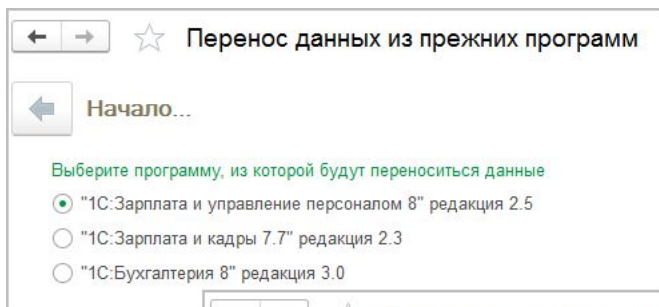 Перенос данных из прежних программ
Начало...
Выберите программу, из которой будут переноситься данные
"1С:Зарплата и управление персоналом 8" редакция 2.5
"1С:Зарплата и кадры 7.7" редакция 2.3
"1С:Бухгалтерия 8" редакция 3.0